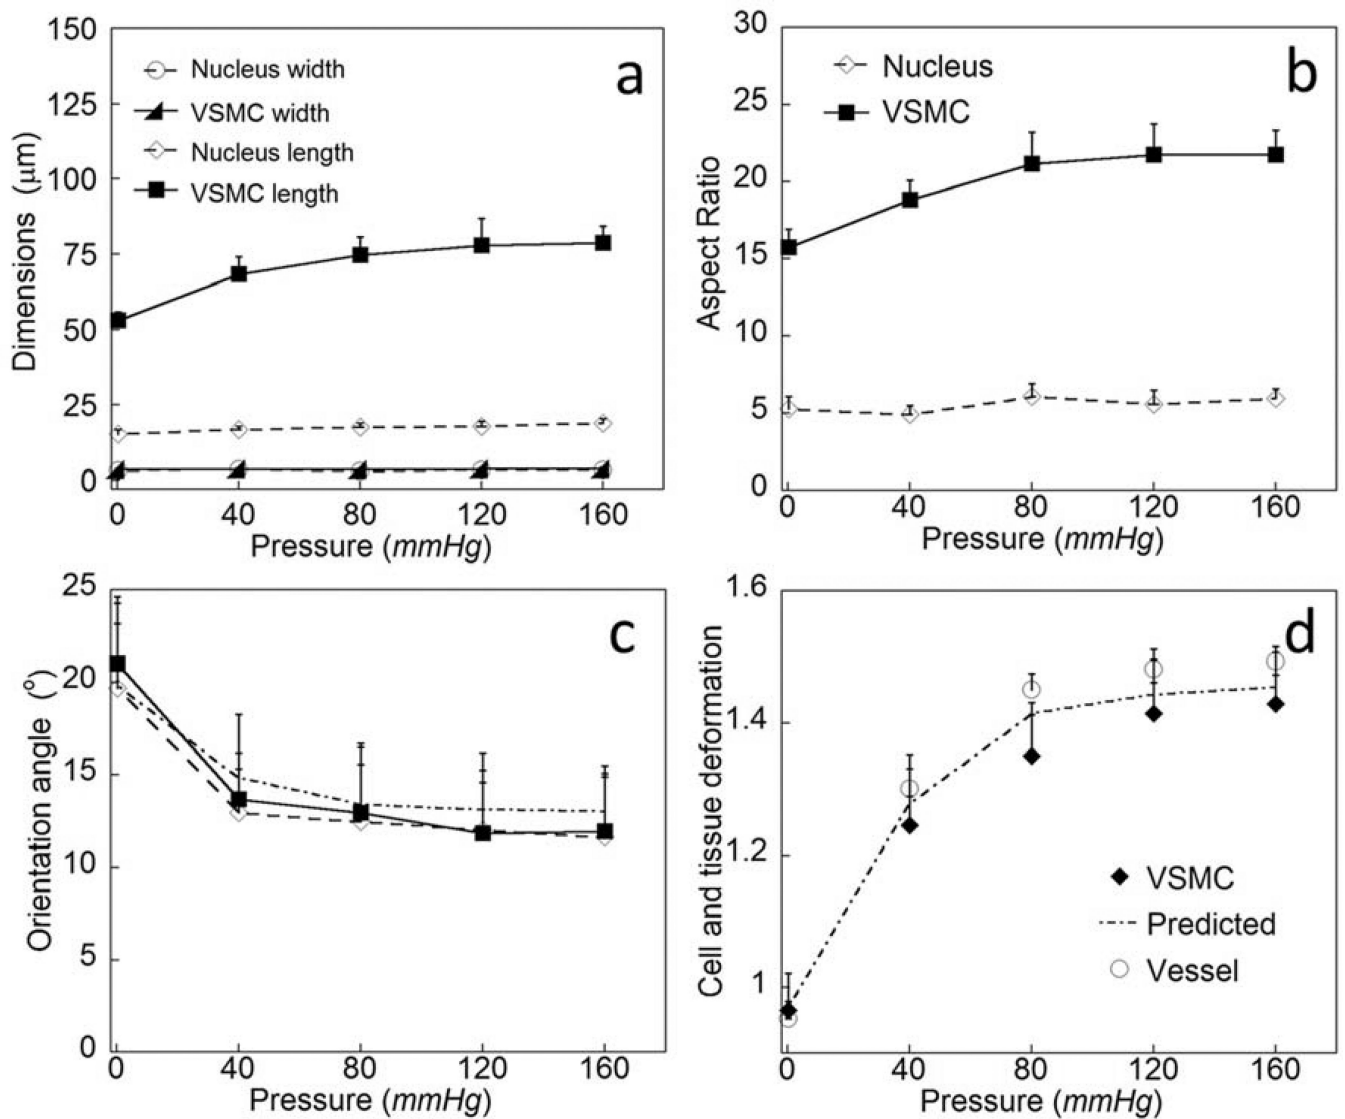 150
125
100
75
50
25
0
Dimensions (μm)
Nucleus width
VSMC width
Nucleus length
VSMC length
a
0 40 80 120 160
Pressure (mmHg)
30
25
20
15
10
5
0
Aspect Ratio
Nucleus
VSMC
b
0 40 80 120 160
Pressure (mmHg)
25
20
15
10
5
0
Orientation angle (°)
c
0 40 80 120 160
Pressure (mmHg)
1.6
1.4
1.2
1
Cell and tissue deformation
d
VSMC
Predicted
Vessel
0 40 80 120 160
Pressure (mmHg)